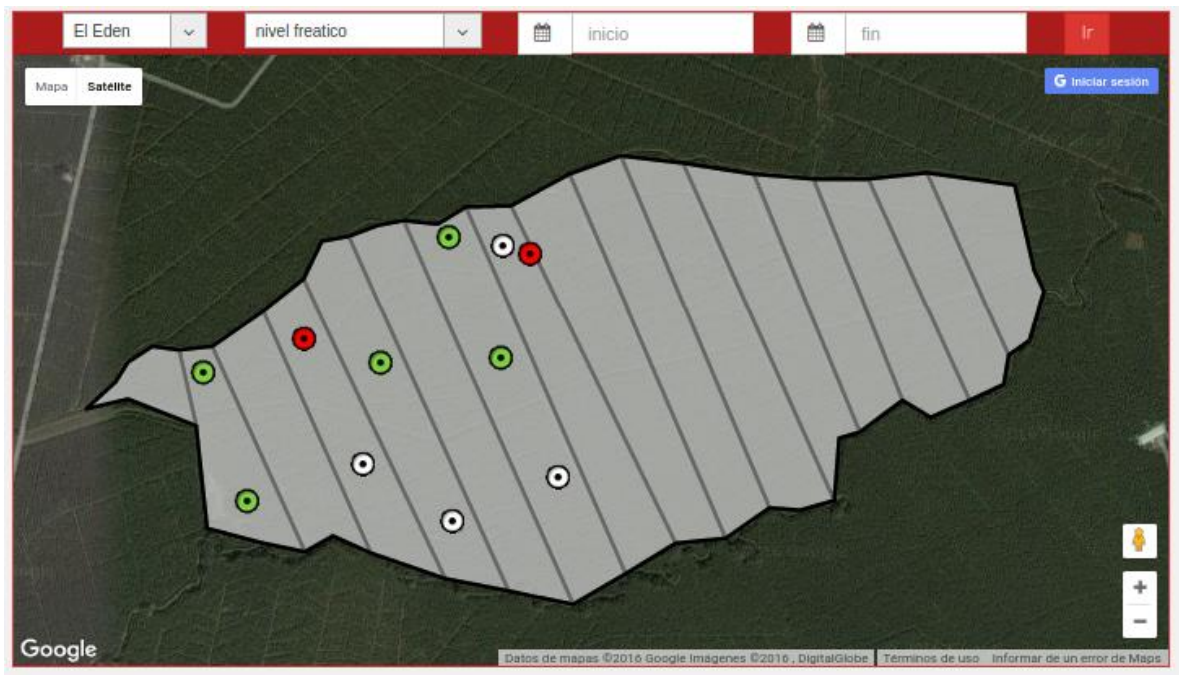 El Eden
nivel freatico
inicio
fin
Ir
Mapa
Satélite
G Iniciar sesión
Google
Datos de mapas ©2016 Google Imágenes ©2016 , DigitalGlobe
Términos de uso
Informar de un error de Maps